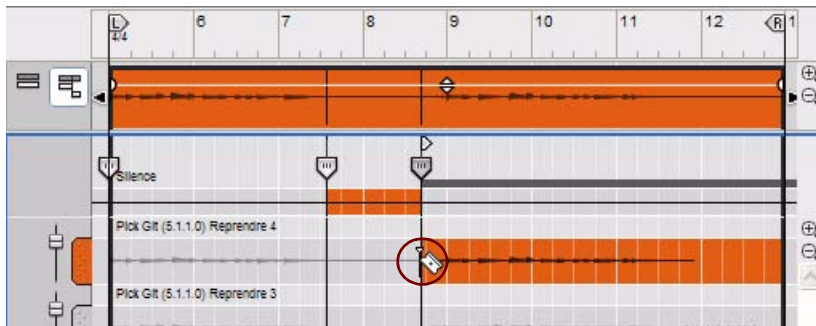 L 6 7 8 9 10 11 12 R 1
4/4
Silence
Pick Git (5.1.1.0) Reprendre 4
Pick Git (5.1.1.0) Reprendre 3